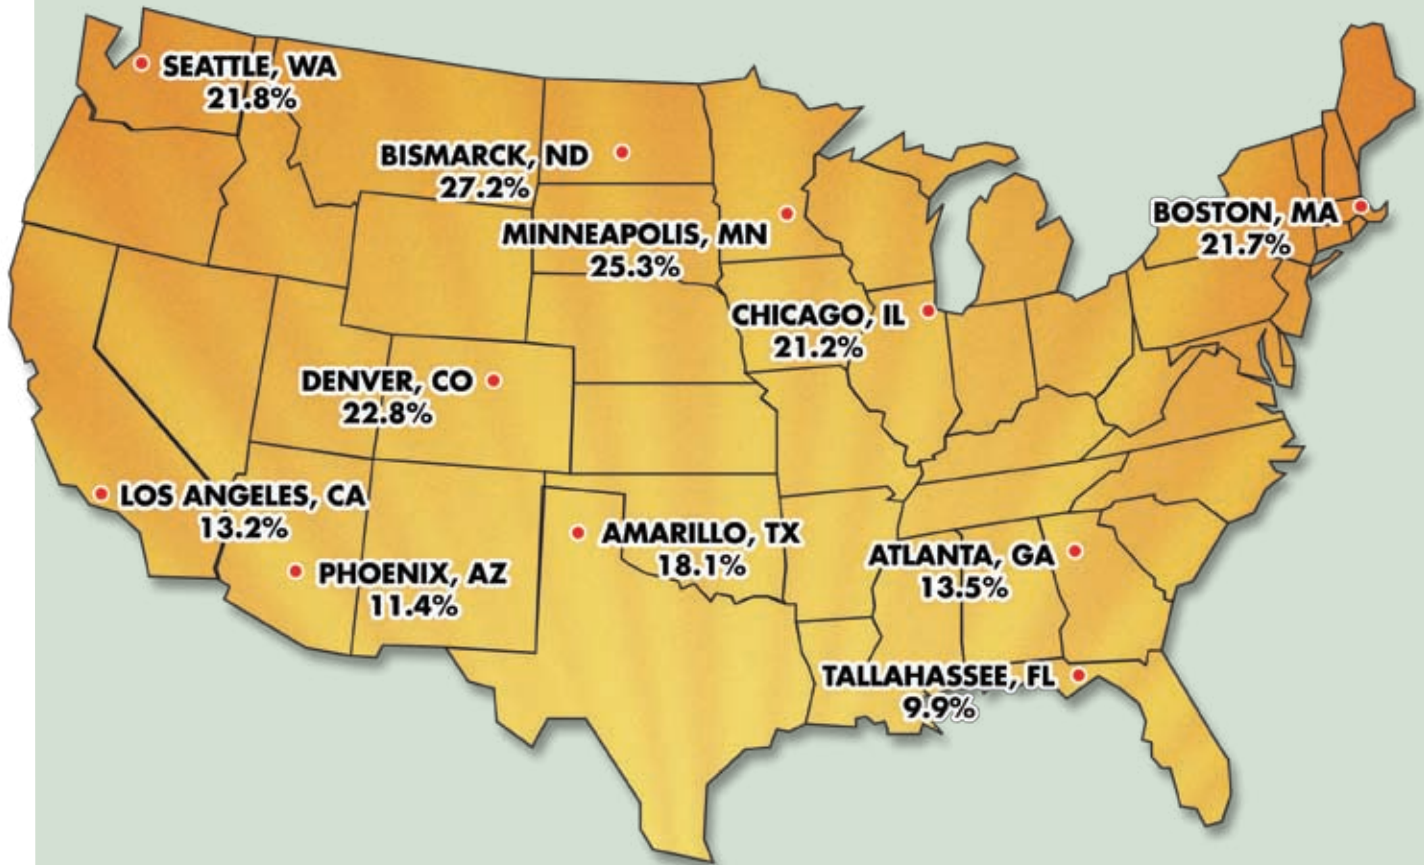 SEATTLE, WA
21.8%
BISMARCK, ND
27.2%
MINNEAPOLIS, MN
25.3%
BOSTON, MA
21.7%
CHICAGO, IL
21.2%
DENVER, CO
22.8%
LOS ANGELES, CA
13.2%
AMARILLO, TX
18.1%
PHOENIX, AZ
11.4%
ATLANTA, GA
13.5%
TALLAHASSEE, FL
9.9%